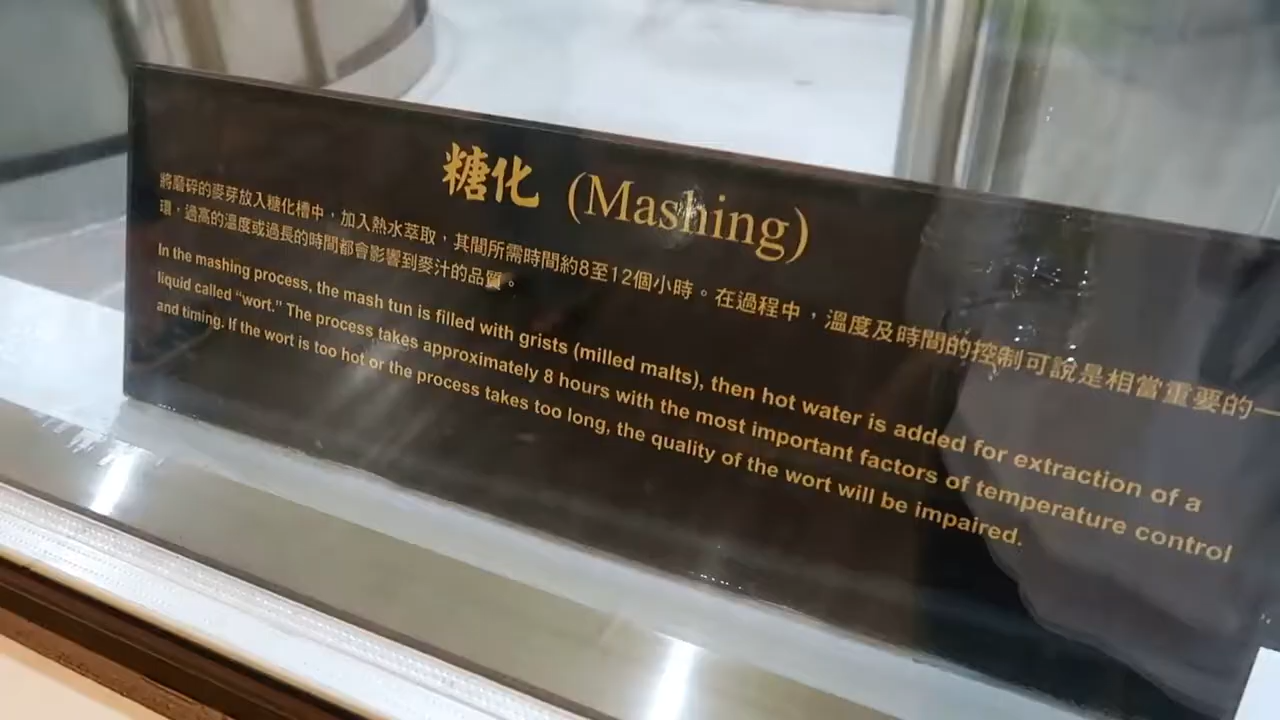 糖化 (Mashing)
將磨碎的麥芽放入糖化槽中，加入熱水萃取，其間所需時間約8至12個小時。在過程中，溫度及時間的控制可說是相當重要的一
環，過高的溫度或過長的時間都會影響到麥汁的品質。
In the mashing process, the mash tun is filled with grists (milled malts), then hot water is added for extraction of a
liquid called “wort.” The process takes approximately 8 hours with the most important factors of temperature control
and timing. If the wort is too hot or the process takes too long, the quality of the wort will be impaired.